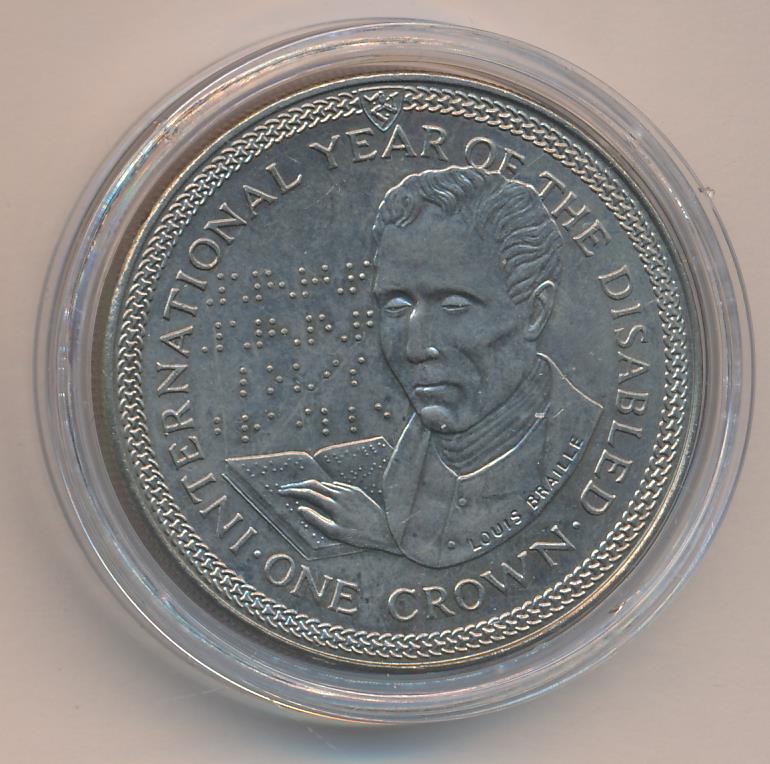 INTERNATIONAL YEAR OF THE DISABLED
LOUIS BRAILLE
· ONE CROWN ·